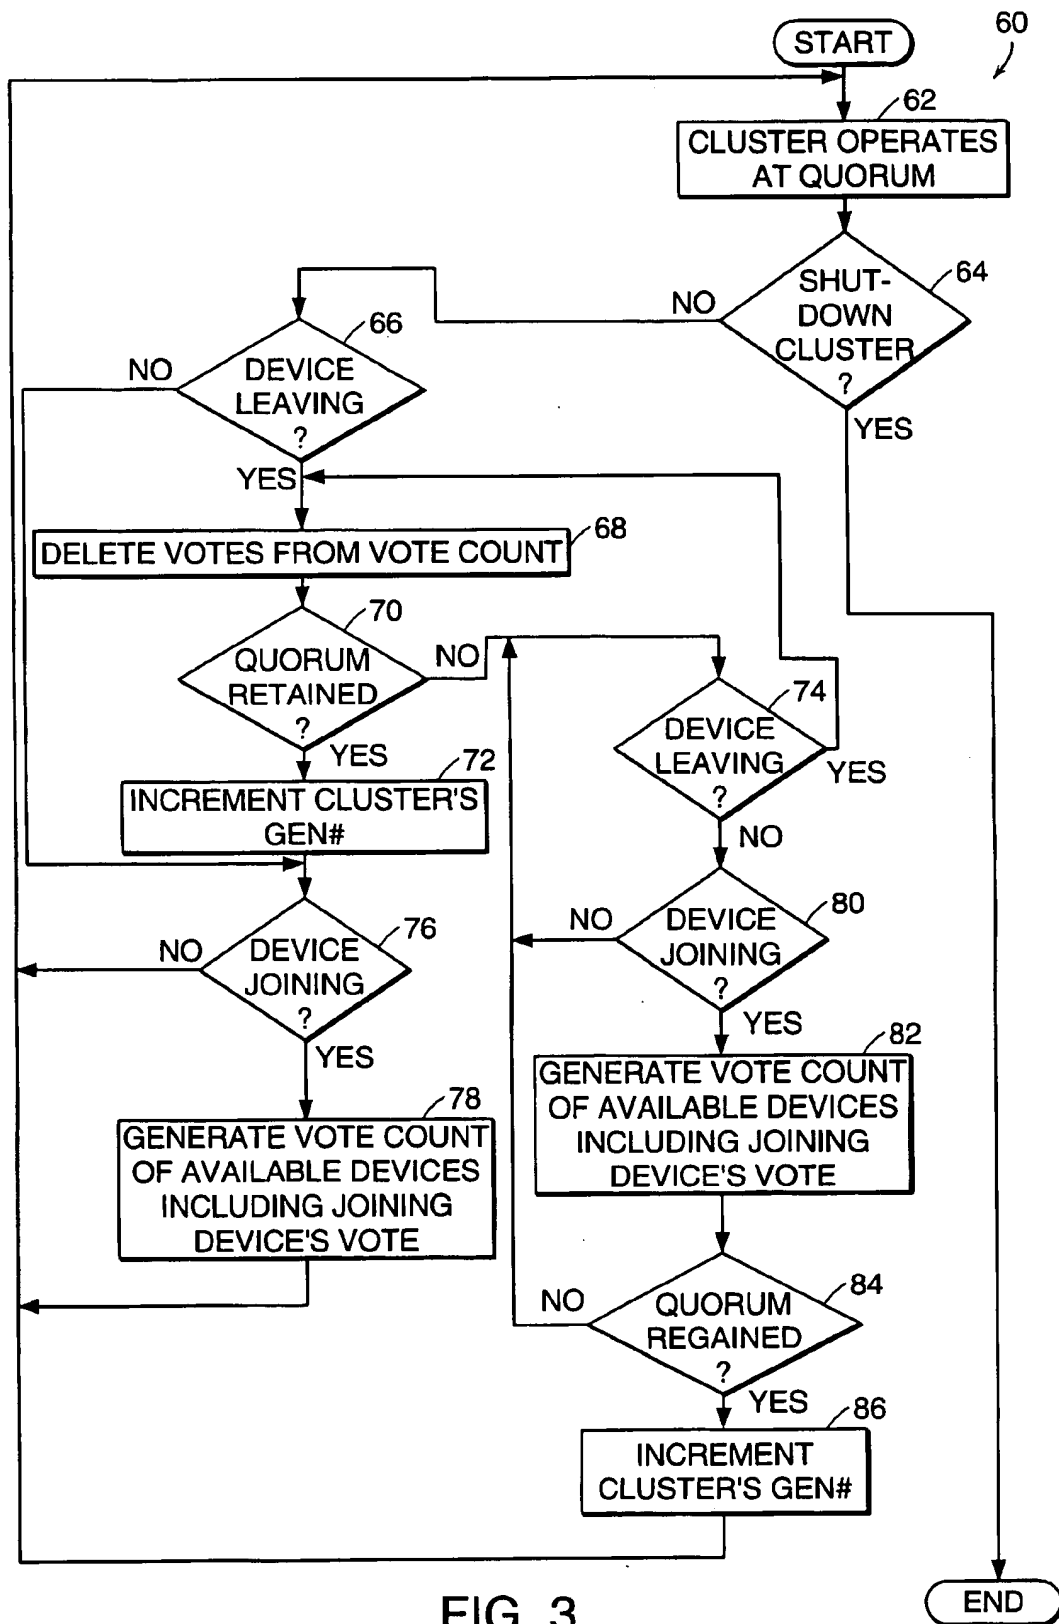 START
60
62
CLUSTER OPERATES
AT QUORUM
64
SHUT-
DOWN
CLUSTER
?
NO
YES
66
DEVICE
LEAVING
?
NO
YES
68
DELETE VOTES FROM VOTE COUNT
70
QUORUM
RETAINED
?
NO
YES
72
INCREMENT CLUSTER'S
GEN#
74
DEVICE
LEAVING
?
YES
NO
76
DEVICE
JOINING
?
NO
YES
78
GENERATE VOTE COUNT
OF AVAILABLE DEVICES
INCLUDING JOINING
DEVICE'S VOTE
80
DEVICE
JOINING
?
NO
YES
82
GENERATE VOTE COUNT
OF AVAILABLE DEVICES
INCLUDING JOINING
DEVICE'S VOTE
84
QUORUM
REGAINED
?
NO
YES
86
INCREMENT
CLUSTER'S GEN#
END
FIG. 3